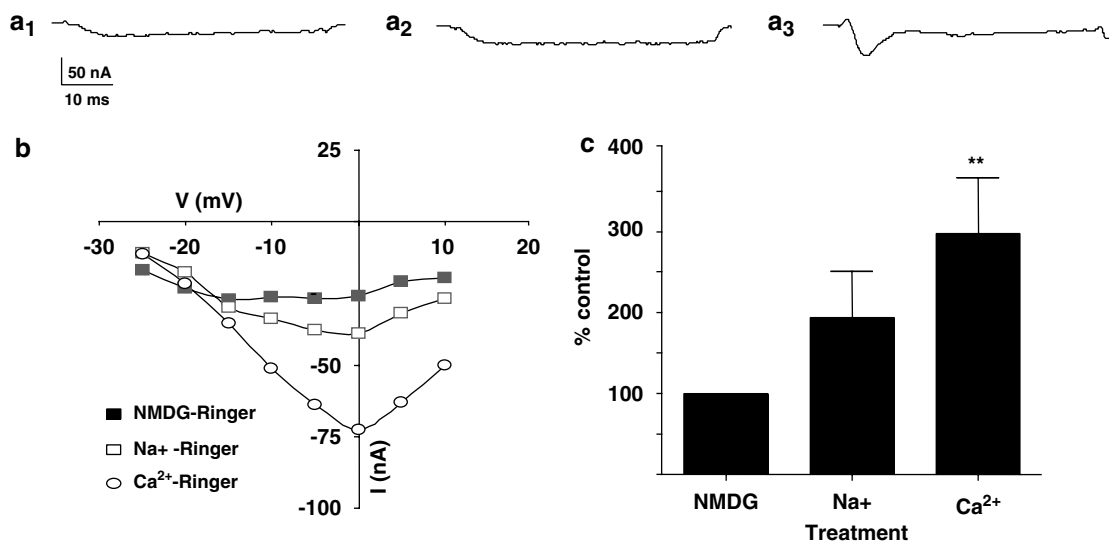 a1
a2
a3
50 nA
10 ms
b
25
V (mV)
-30
-20
-10
10
20
-50
-75
-100
I (nA)
NMDG-Ringer
Na+ -Ringer
Ca2+-Ringer
c
400
300
200
100
% control
**
NMDG
Na+
Ca2+
Treatment